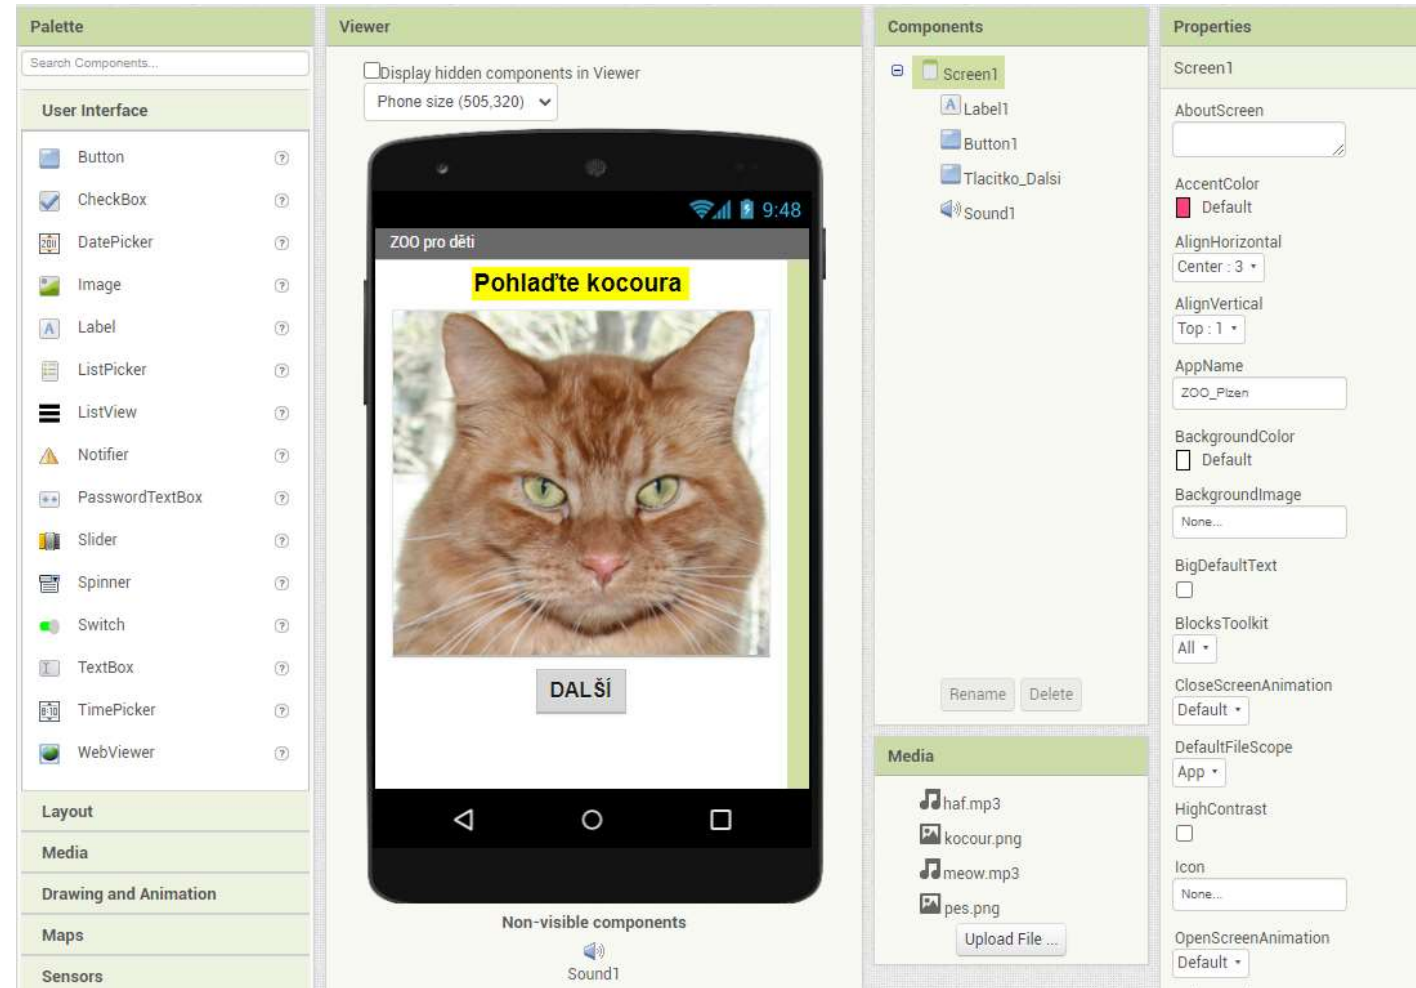 Palette
Search Components...
User Interface
Button
?
CheckBox
?
DatePicker
?
Image
?
Label
?
ListPicker
?
ListView
?
Notifier
?
PasswordTextBox
?
Slider
?
Spinner
?
Switch
?
TextBox
?
TimePicker
?
WebViewer
?
Layout
Media
Drawing and Animation
Maps
Sensors
Viewer
Display hidden components in Viewer
Phone size (505,320)
9:48
ZOO pro děti
Pohlaďte kocoura
DALŠÍ
Non-visible components
Sound1
Components
Screen1
Label1
Button1
Tlacitko_Dalsi
Sound1
Rename Delete
Media
haf.mp3
kocour.png
meow.mp3
pes.png
Upload File ...
Properties
Screen1
AboutScreen
AccentColor
Default
AlignHorizontal
Center : 3
AlignVertical
Top : 1
AppName
ZOO_Plzen
BackgroundColor
Default
BackgroundImage
None...
BigDefaultText
BlocksToolkit
All
CloseScreenAnimation
Default
DefaultFileScope
App
HighContrast
Icon
None...
OpenScreenAnimation
Default